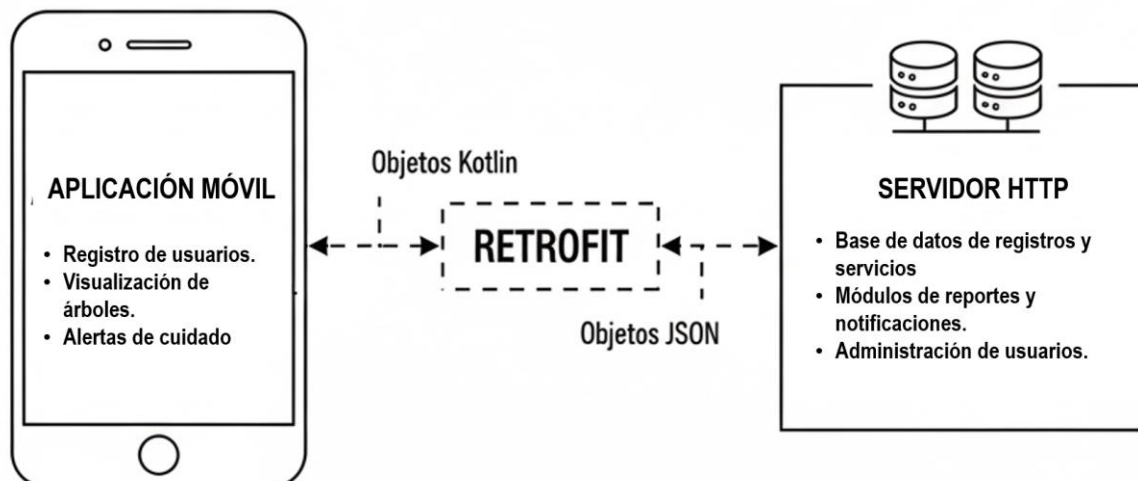 APLICACIÓN MÓVIL
• Registro de usuarios.
• Visualización de
árboles.
• Alertas de cuidado
Objetos Kotlin
RETROFIT
Objetos JSON
SERVIDOR HTTP
• Base de datos de registros y
servicios
• Módulos de reportes y
notificaciones.
• Administración de usuarios.